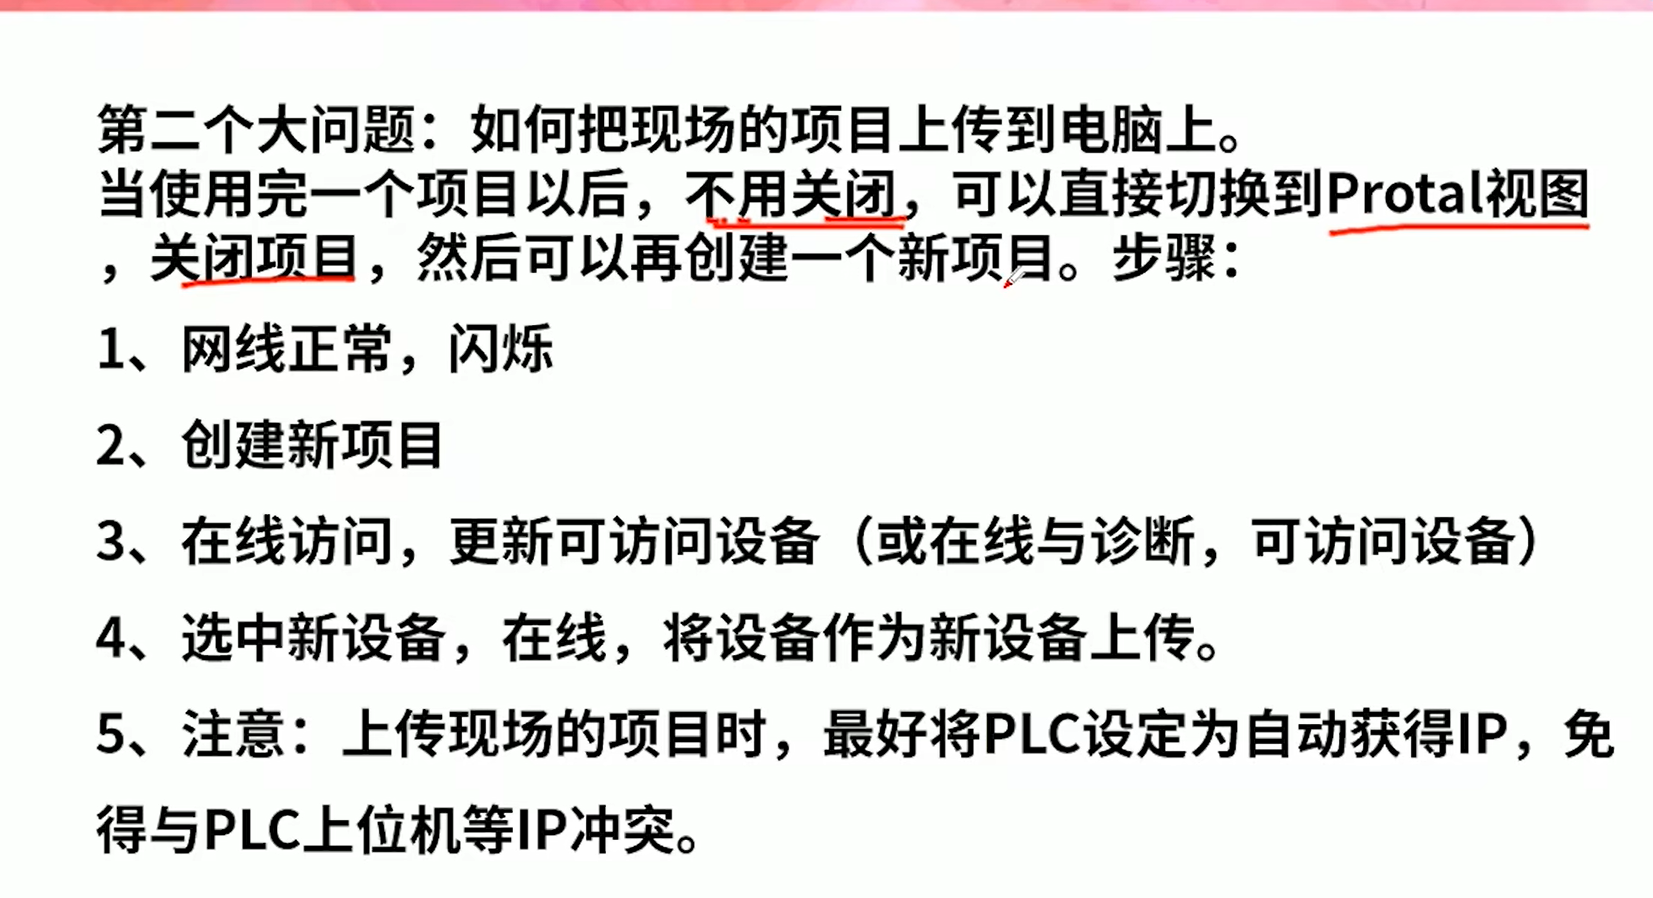 第二个大问题：如何把现场的项目上传到电脑上。
当使用完一个项目以后，不用关闭，可以直接切换到Protal视图
，关闭项目，然后可以再创建一个新项目。步骤：
1、网线正常，闪烁
2、创建新项目
3、在线访问，更新可访问设备（或在线与诊断，可访问设备）
4、选中新设备，在线，将设备作为新设备上传。
5、注意：上传现场的项目时，最好将PLC设定为自动获得IP，免
得与PLC上位机等IP冲突。